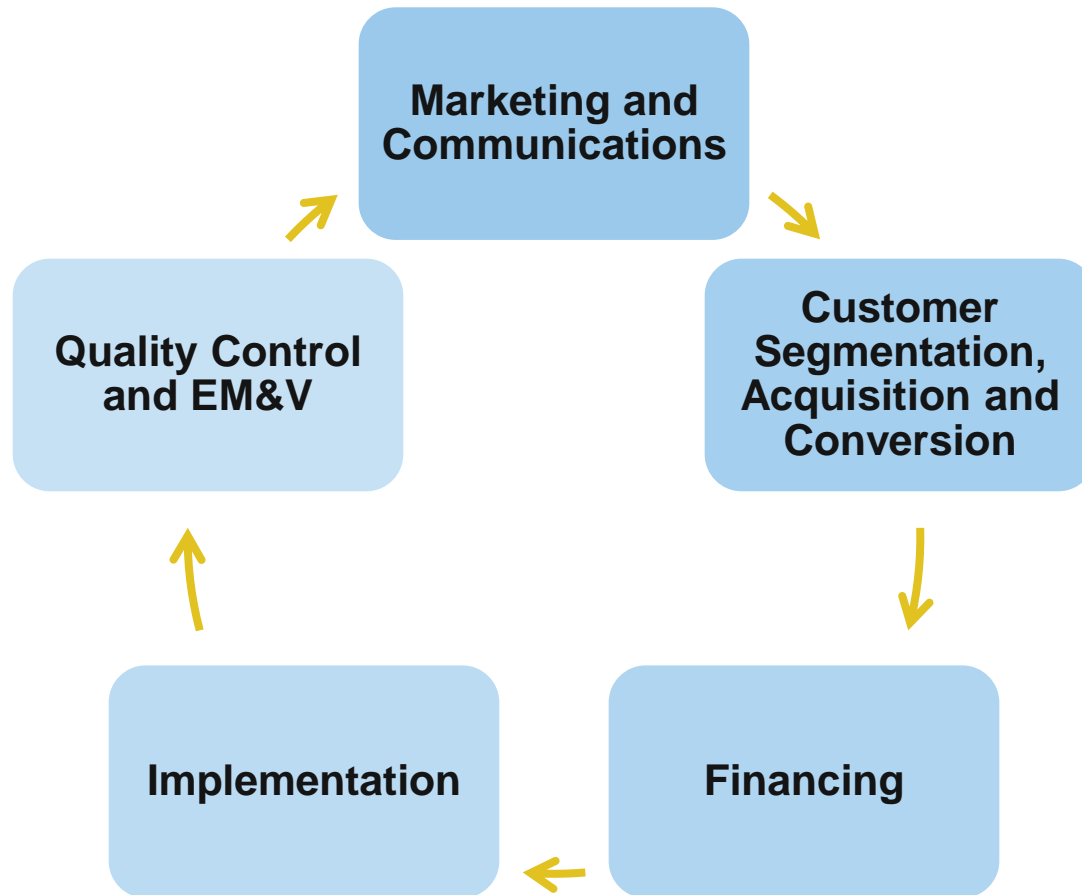 Marketing and
Communications
Customer
Segmentation,
Acquisition and
Conversion
Financing
Implementation
Quality Control
and EM&V